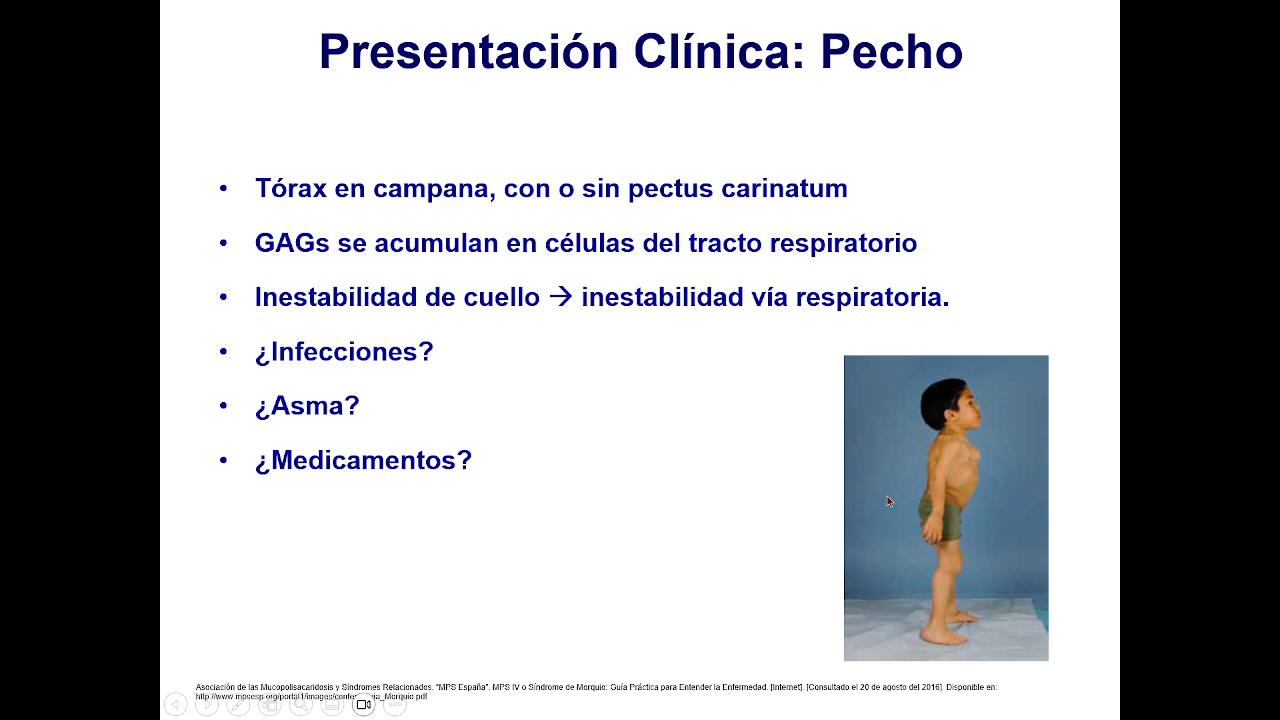 Presentación Clínica: Pecho
• Tórax en campana, con o sin pectus carinatum
• GAGs se acumulan en células del tracto respiratorio
• Inestabilidad de cuello → inestabilidad vía respiratoria.
• ¿Infecciones?
• ¿Asma?
• ¿Medicamentos?
Asociación de las Mucopolisacaridosis y Síndromes Relacionados, "MPS España". MPS IV o Síndrome de Morquio: Guía Práctica para Entender la Enfermedad. [Internet]. [Consultado el 20 de agosto del 2016]. Disponible en: